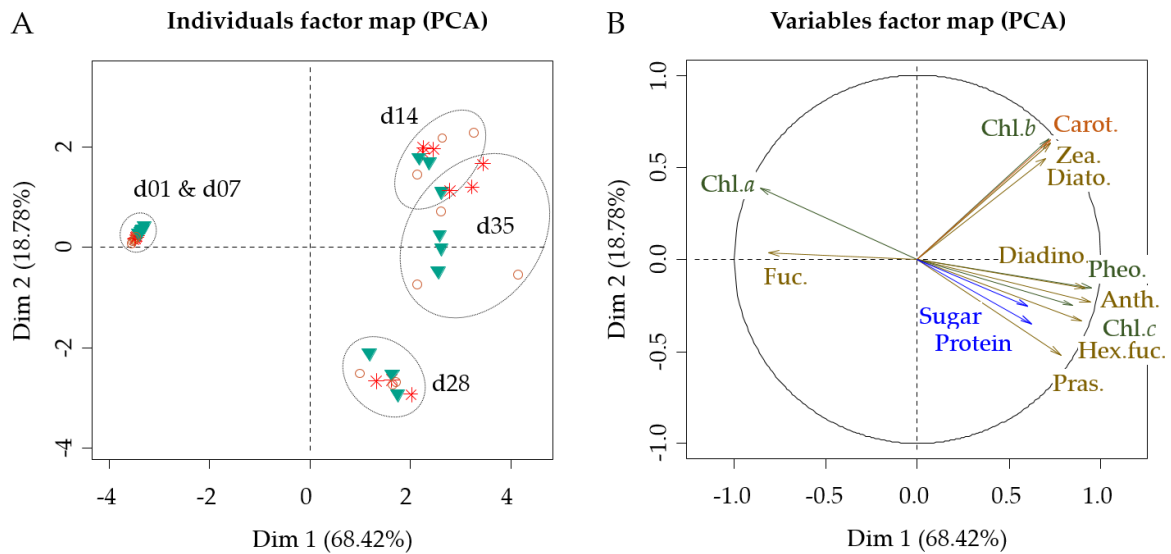 A
Individuals factor map (PCA)
Dim 2 (18.78%)
2
0
-2
-4
-4
-2
0
2
4
Dim 1 (68.42%)
d01 & d07
d14
d35
d28
B
Variables factor map (PCA)
Dim 2 (18.78%)
1.0
0.5
0.0
-0.5
-1.0
-1.0
-0.5
0.0
0.5
1.0
Dim 1 (68.42%)
Chl.b
Carot.
Zea.
Diato.
Chl.a
Fuc.
Diadino.
Pheo.
Anth.
Sugar
Chl.c
Protein
Hex.fuc.
Pras.